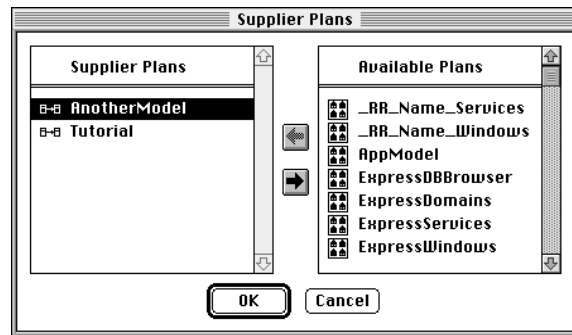 Supplier Plans
Supplier Plans
AnotherModel
Tutorial
Available Plans
_RR_Name_Services
_RR_Name_Windows
AppModel
ExpressDBBrowser
ExpressDomains
ExpressServices
ExpressWindows
OK
Cancel